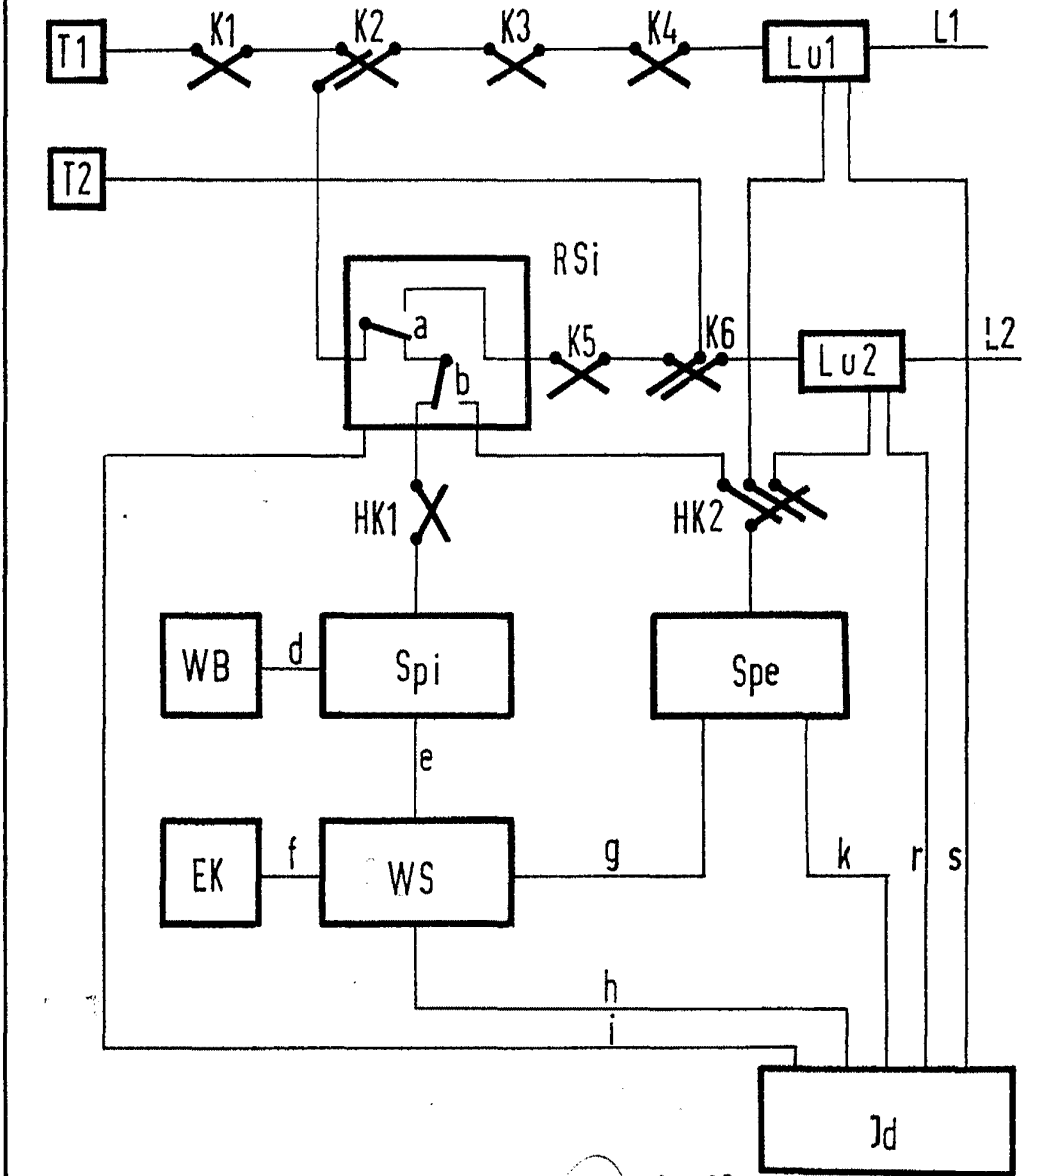 T1 K1 K2 K3 K4 Lu1 L1
T2
RSi
a
b
K5 K6 Lu2 L2
HK1 HK2
WB d Spi Spe
e
EK f WS g k r s
h
i
Jd